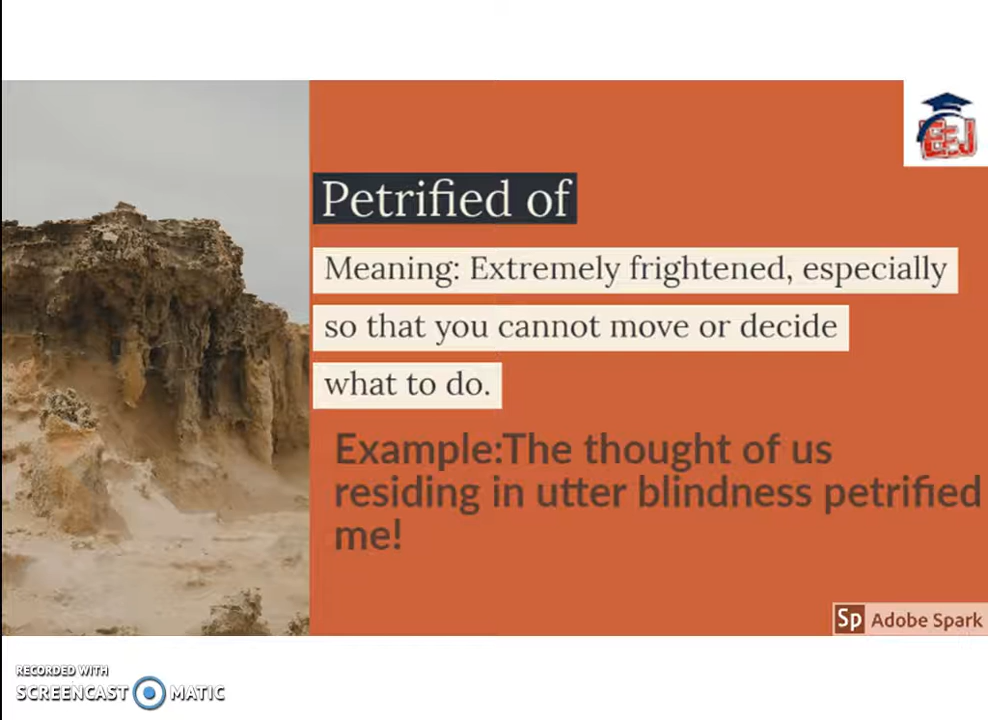 EEJ
Petrified of
Meaning: Extremely frightened, especially
so that you cannot move or decide
what to do.
Example:The thought of us
residing in utter blindness petrified
me!
Sp Adobe Spark
RECORDED WITH
SCREENCAST MATIC